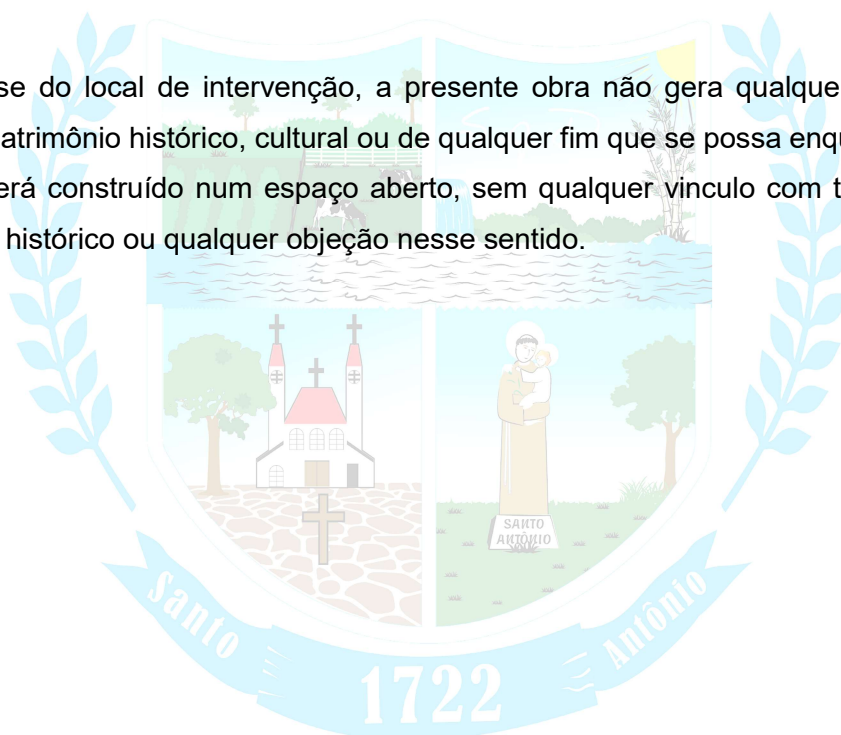 se do local de intervenção, a presente obra não gera qualque
atrimônio histórico, cultural ou de qualquer fim que se possa enqu
erá construído num espaço aberto, sem qualquer vinculo com t
histórico ou qualquer objeção nesse sentido.
SANTO
ANTÔNIO
Santo
1722
Antônio